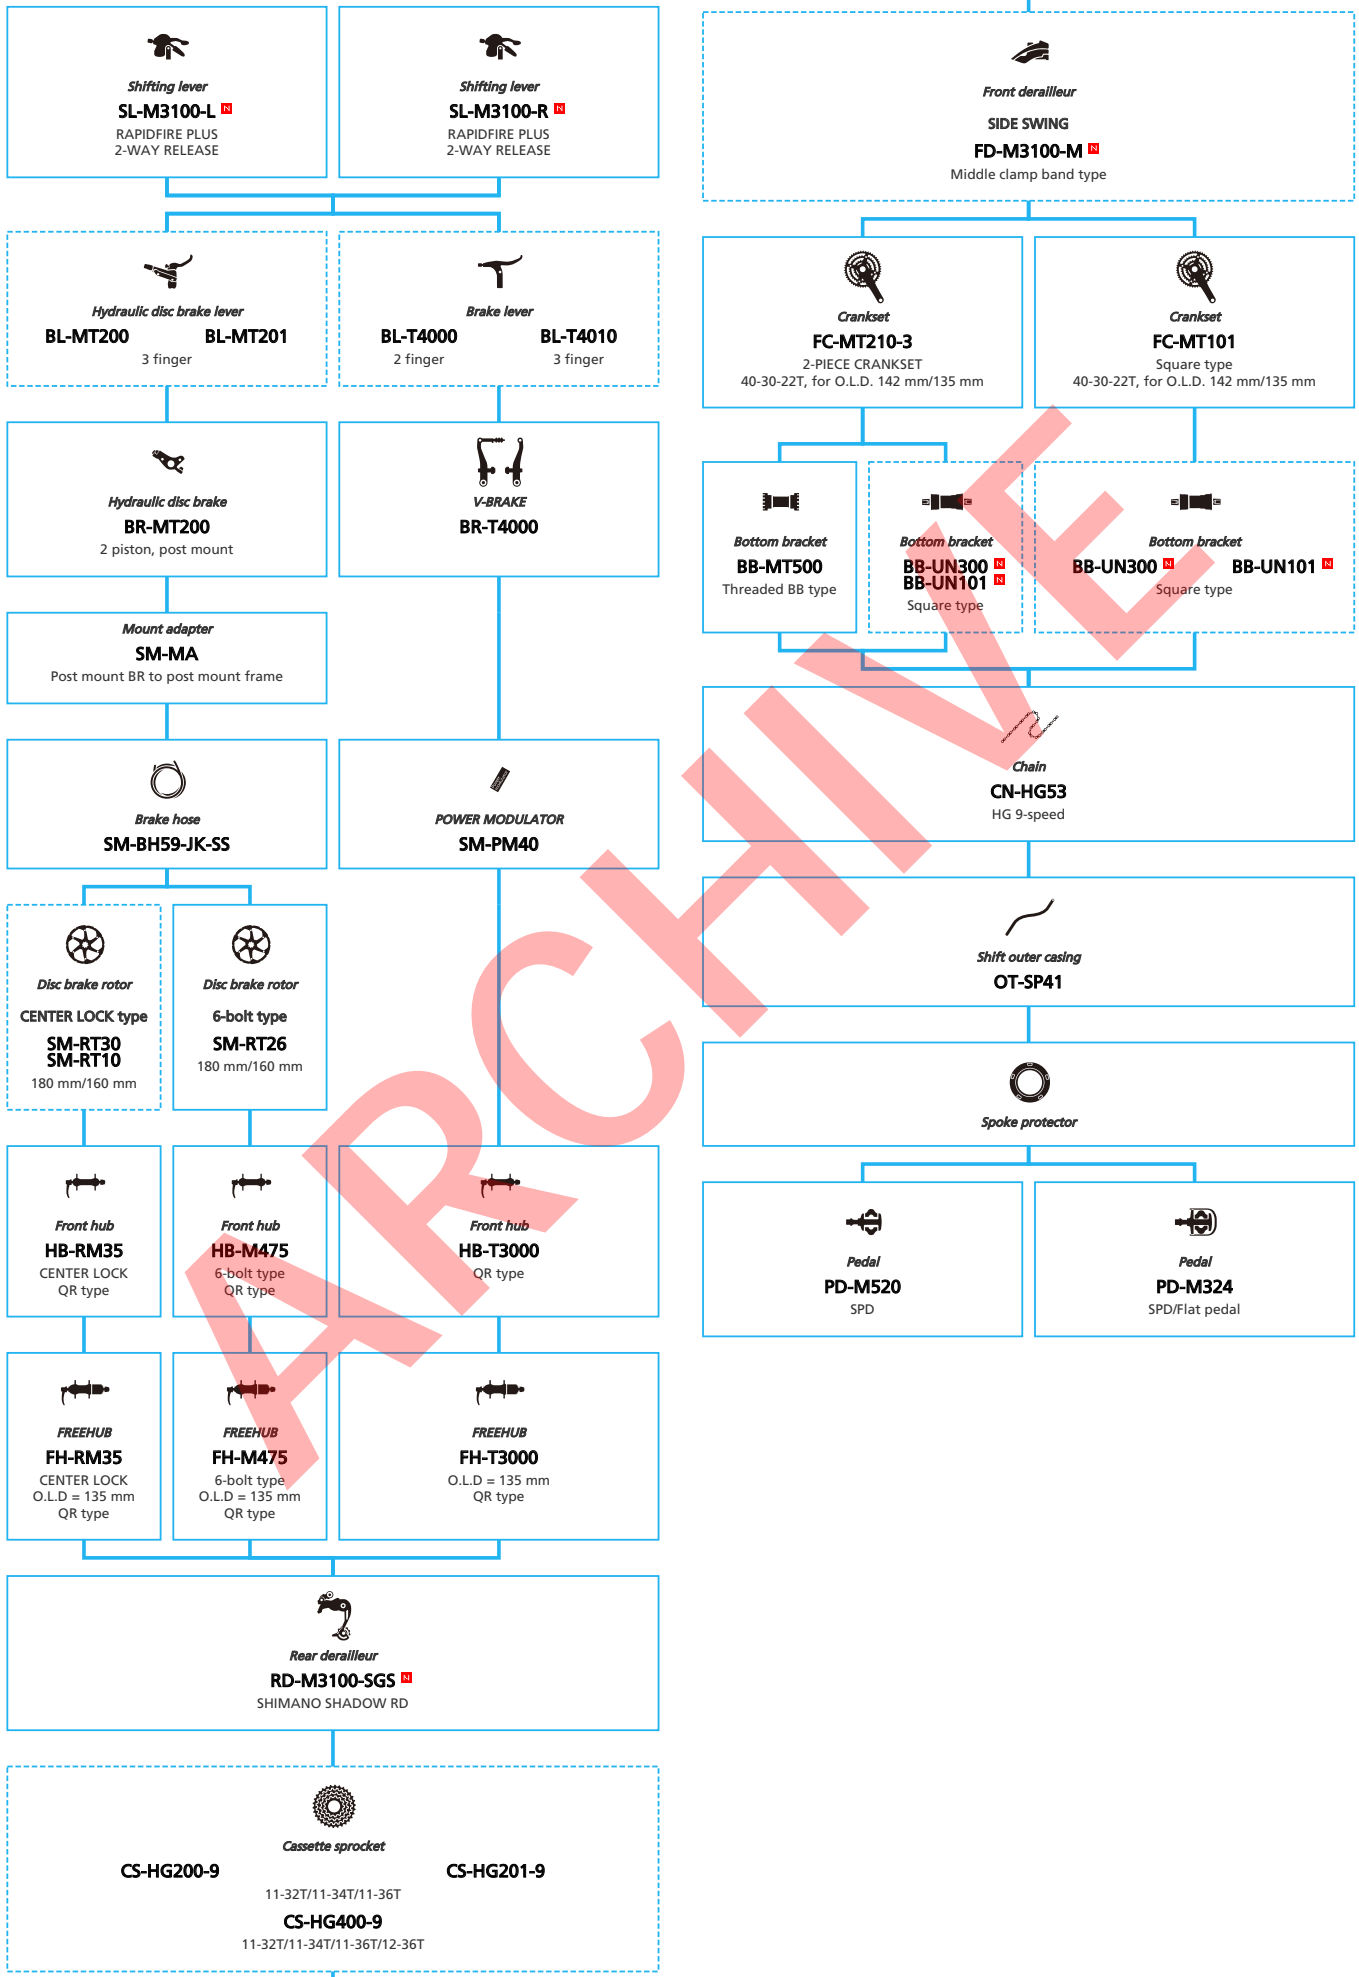 Shifting lever
SL-M3100-L N
RAPIDFIRE PLUS
2-WAY RELEASE
Shifting lever
SL-M3100-R N
RAPIDFIRE PLUS
2-WAY RELEASE
Hydraulic disc brake lever
BL-MT200 BL-MT201
3 finger
Brake lever
BL-T4000 BL-T4010
2 finger 3 finger
Hydraulic disc brake
BR-MT200
2 piston, post mount
V-BRAKE
BR-T4000
Mount adapter
SM-MA
Post mount BR to post mount frame
Brake hose
SM-BH59-JK-SS
POWER MODULATOR
SM-PM40
Disc brake rotor
CENTER LOCK type
SM-RT30
SM-RT10
180 mm/160 mm
Disc brake rotor
6-bolt type
SM-RT26
180 mm/160 mm
Front hub
HB-RM35
CENTER LOCK
QR type
Front hub
HB-M475
6-bolt type
QR type
Front hub
HB-T3000
QR type
FREEHUB
FH-RM35
CENTER LOCK
O.L.D = 135 mm
QR type
FREEHUB
FH-M475
6-bolt type
O.L.D = 135 mm
QR type
FREEHUB
FH-T3000
O.L.D = 135 mm
QR type
Rear derailleur
RD-M3100-SGS N
SHIMANO SHADOW RD
Cassette sprocket
CS-HG200-9 CS-HG201-9
11-32T/11-34T/11-36T
CS-HG400-9
11-32T/11-34T/11-36T/12-36T
Front derailleur
SIDE SWING
FD-M3100-M N
Middle clamp band type
Crankset
FC-MT210-3
2-PIECE CRANKSET
40-30-22T, for O.L.D. 142 mm/135 mm
Crankset
FC-MT101
Square type
40-30-22T, for O.L.D. 142 mm/135 mm
Bottom bracket
BB-MT500
Threaded BB type
Bottom bracket
BB-UN300 N
BB-UN101 N
Square type
Bottom bracket
BB-UN300 N BB-UN101 N
Square type
Chain
CN-HG53
HG 9-speed
Shift outer casing
OT-SP41
Spoke protector
Pedal
PD-M520
SPD
Pedal
PD-M324
SPD/Flat pedal
ARCHIVE